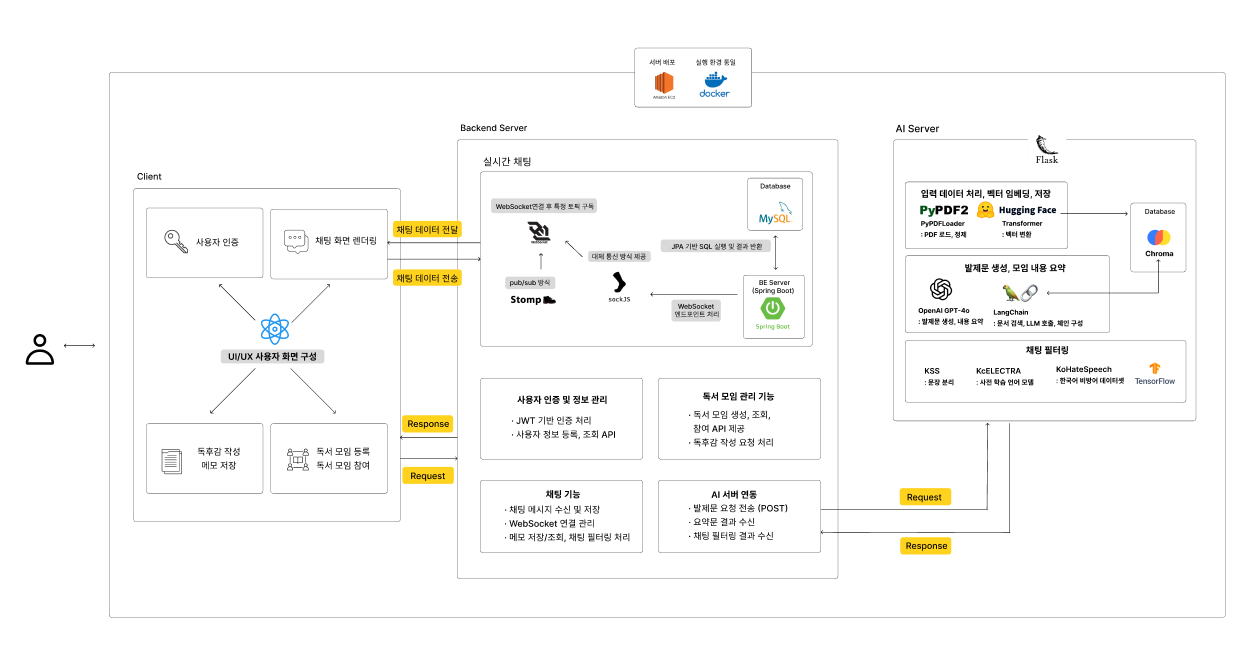 서버 배포
실행 환경 통일
Amazon EC2
docker
Client
사용자 인증
채팅 화면 렌더링
UI/UX 사용자 화면 구성
독후감 작성
메모 저장
독서 모임 등록
독서 모임 참여
채팅 데이터 전달
채팅 데이터 전송
Response
Request
Backend Server
실시간 채팅
WebSocket연결 후 특정 토픽 구독
WebSocket
대체 통신 방식 제공
pub/sub 방식
Stomp
sockJS
Database
MySQL
JPA 기반 SQL 실행 및 결과 반환
WebSocket
엔드포인트 처리
BE Server
(Spring Boot)
Spring Boot
사용자 인증 및 정보 관리
· JWT 기반 인증 처리
· 사용자 정보 등록, 조회 API
독서 모임 관리 기능
· 독서 모임 생성, 조회,
참여 API 제공
· 독후감 작성 요청 처리
채팅 기능
· 채팅 메시지 수신 및 저장
· WebSocket 연결 관리
· 메모 저장/조회, 채팅 필터링 처리
AI 서버 연동
· 발제문 요청 전송 (POST)
· 요약문 결과 수신
· 채팅 필터링 결과 수신
Request
Response
AI Server
Flask
입력 데이터 처리, 벡터 임베딩, 저장
PyPDF2
Hugging Face
PyPDFLoader
: PDF 로드, 정제
Transformer
: 벡터 변환
Database
Chroma
발제문 생성, 모임 내용 요약
OpenAI GPT-4o
: 발제문 생성, 내용 요약
LangChain
: 문서 검색, LLM 호출, 체인 구성
채팅 필터링
KSS
: 문장 분리
KcELECTRA
: 사전 학습 언어 모델
KoHateSpeech
: 한국어 비방어 데이터셋
TensorFlow